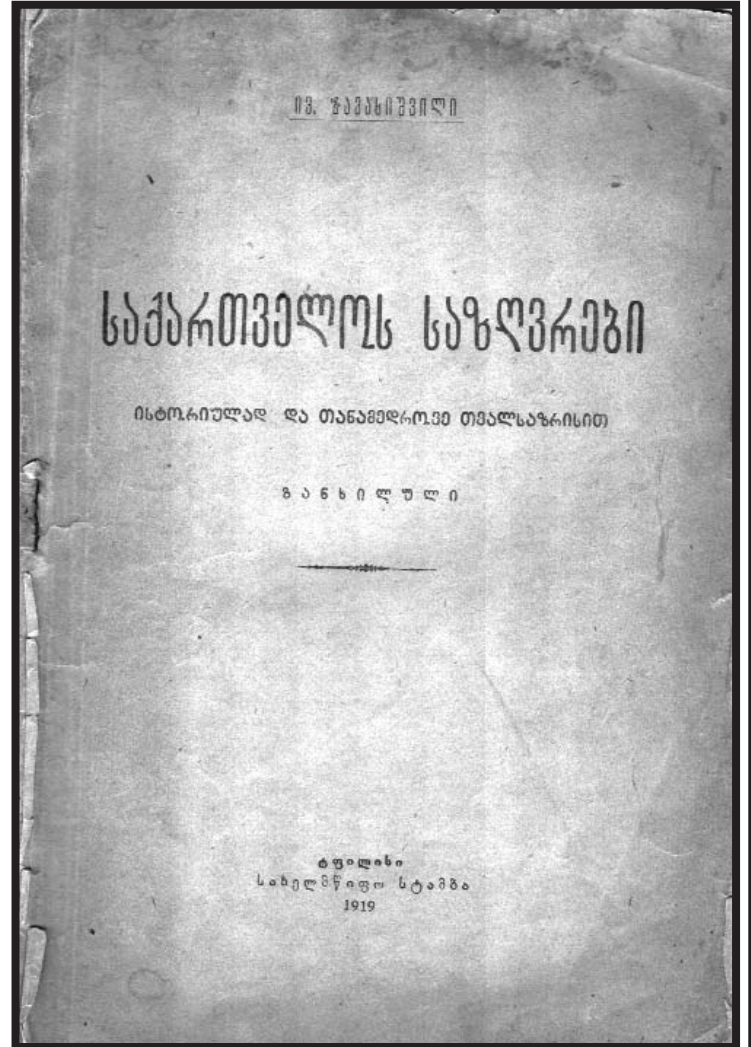 ივ. ჯავახიშვილი
საქართველოს საზღვრები
ისტორიულად და თანამედროვე თვალსაზრისით
განხილული
ტფილისი
სახელმწიფო სტამბა
1919